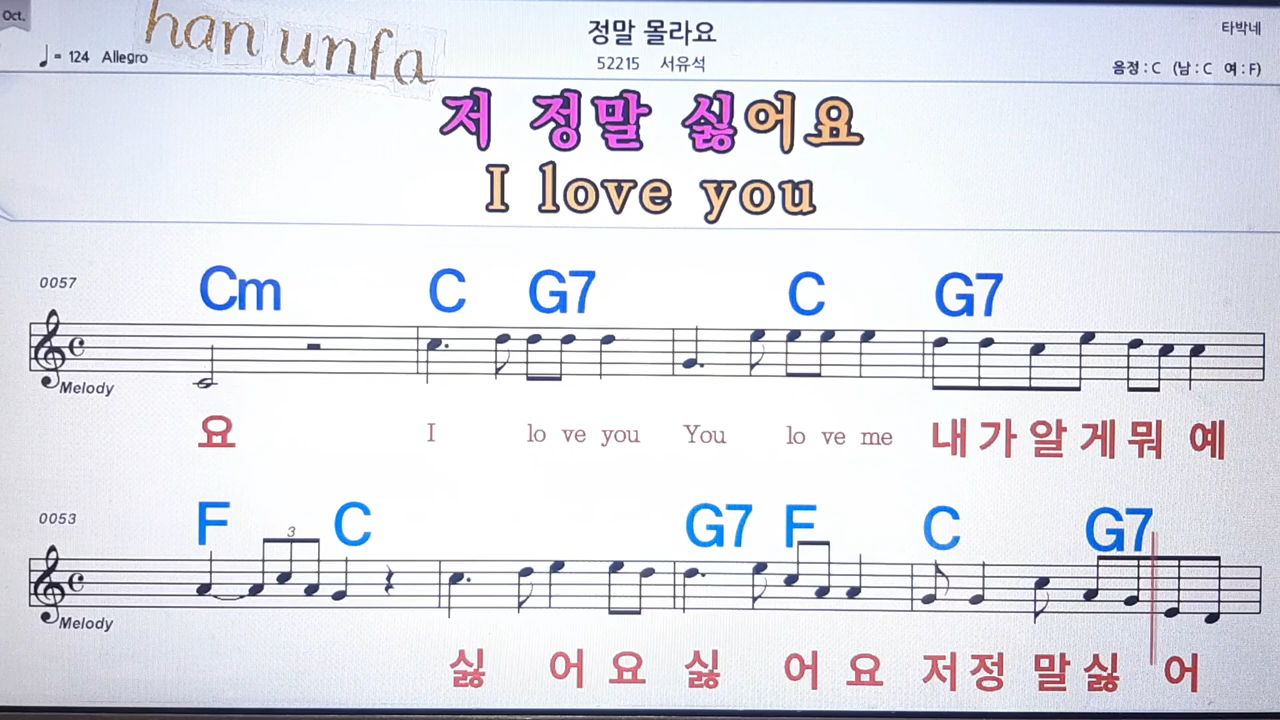 Oct.
han unfa
정말 몰라요
타박네
♩= 124 Allegro
52215 서유석
음정 : C (남 : C 여 : F)
저 정말 싫어요
I love you
0057
Cm C G7 C G7
Melody
요 I lo ve you You lo ve me 내 가 알 게 뭐 예
0053
F 3 C G7 F C G7
Melody
싫 어 요 싫 어 요 저 정 말 싫 어